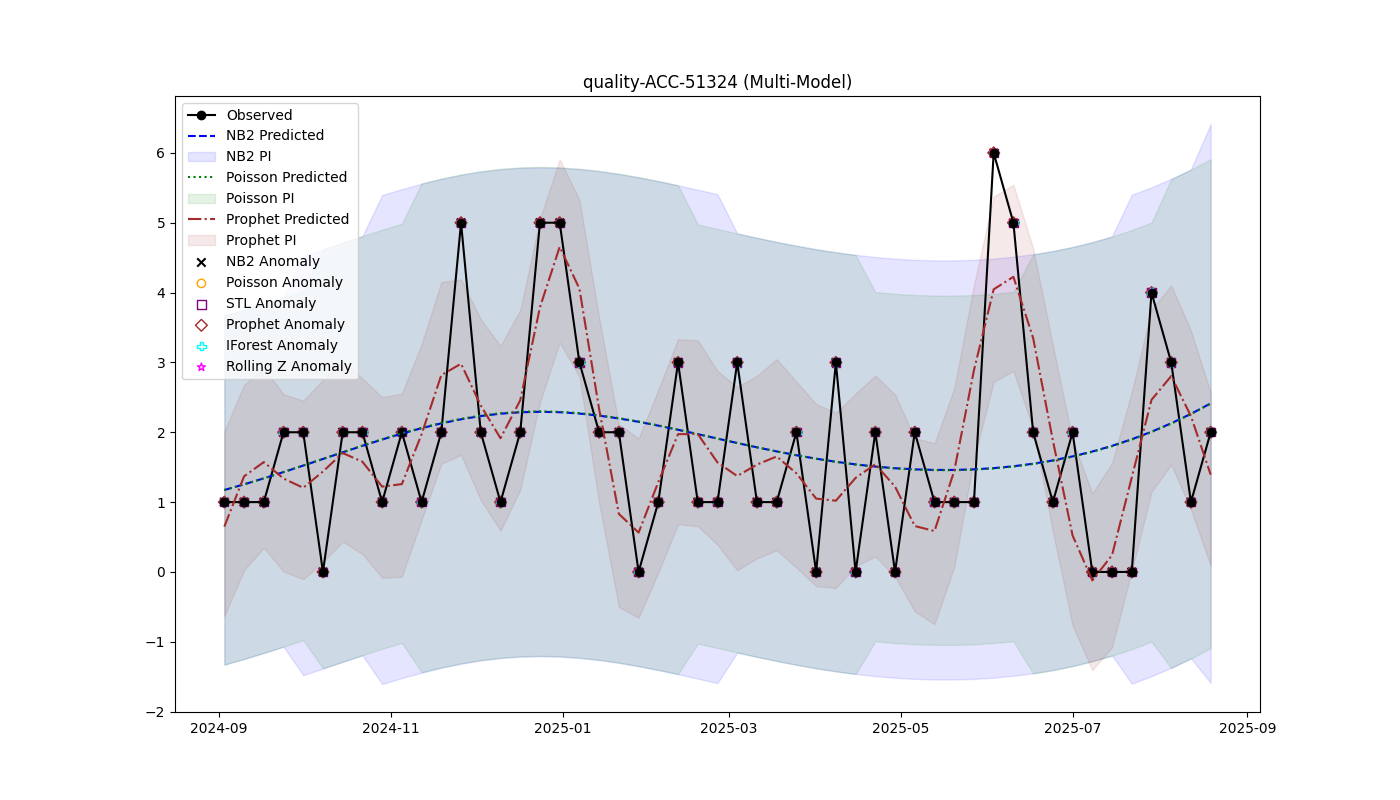 quality-ACC-51324 (Multi-Model)
Observed
NB2 Predicted
NB2 PI
Poisson Predicted
Poisson PI
Prophet Predicted
Prophet PI
NB2 Anomaly
Poisson Anomaly
STL Anomaly
Prophet Anomaly
IForest Anomaly
Rolling Z Anomaly
6
5
4
3
2
1
0
−1
−2
2024-09 2024-11 2025-01 2025-03 2025-05 2025-07 2025-09